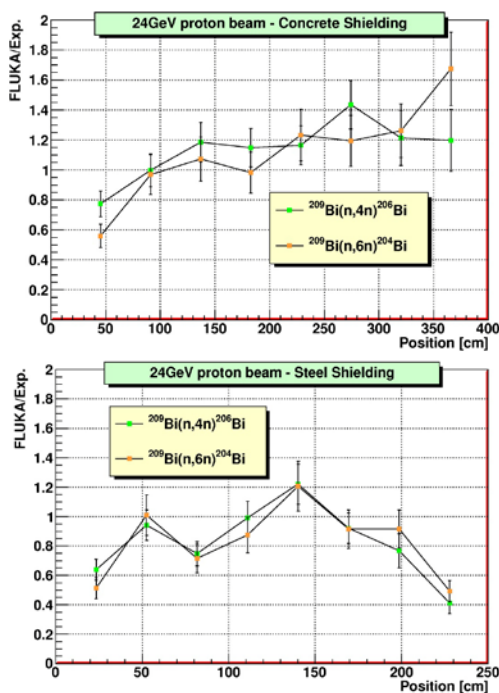 24GeV proton beam - Concrete Shielding
FLUKA/Exp.
2
1.8
1.6
1.4
1.2
1
0.8
0.6
0.4
0.2
0
²⁰⁹Bi(n,4n)²⁰⁶Bi
²⁰⁹Bi(n,6n)²⁰⁴Bi
0 50 100 150 200 250 300 350 400
Position [cm]
24GeV proton beam - Steel Shielding
FLUKA/Exp.
2
1.8
1.6
1.4
1.2
1
0.8
0.6
0.4
0.2
0
²⁰⁹Bi(n,4n)²⁰⁶Bi
²⁰⁹Bi(n,6n)²⁰⁴Bi
0 50 100 150 200 250
Position [cm]